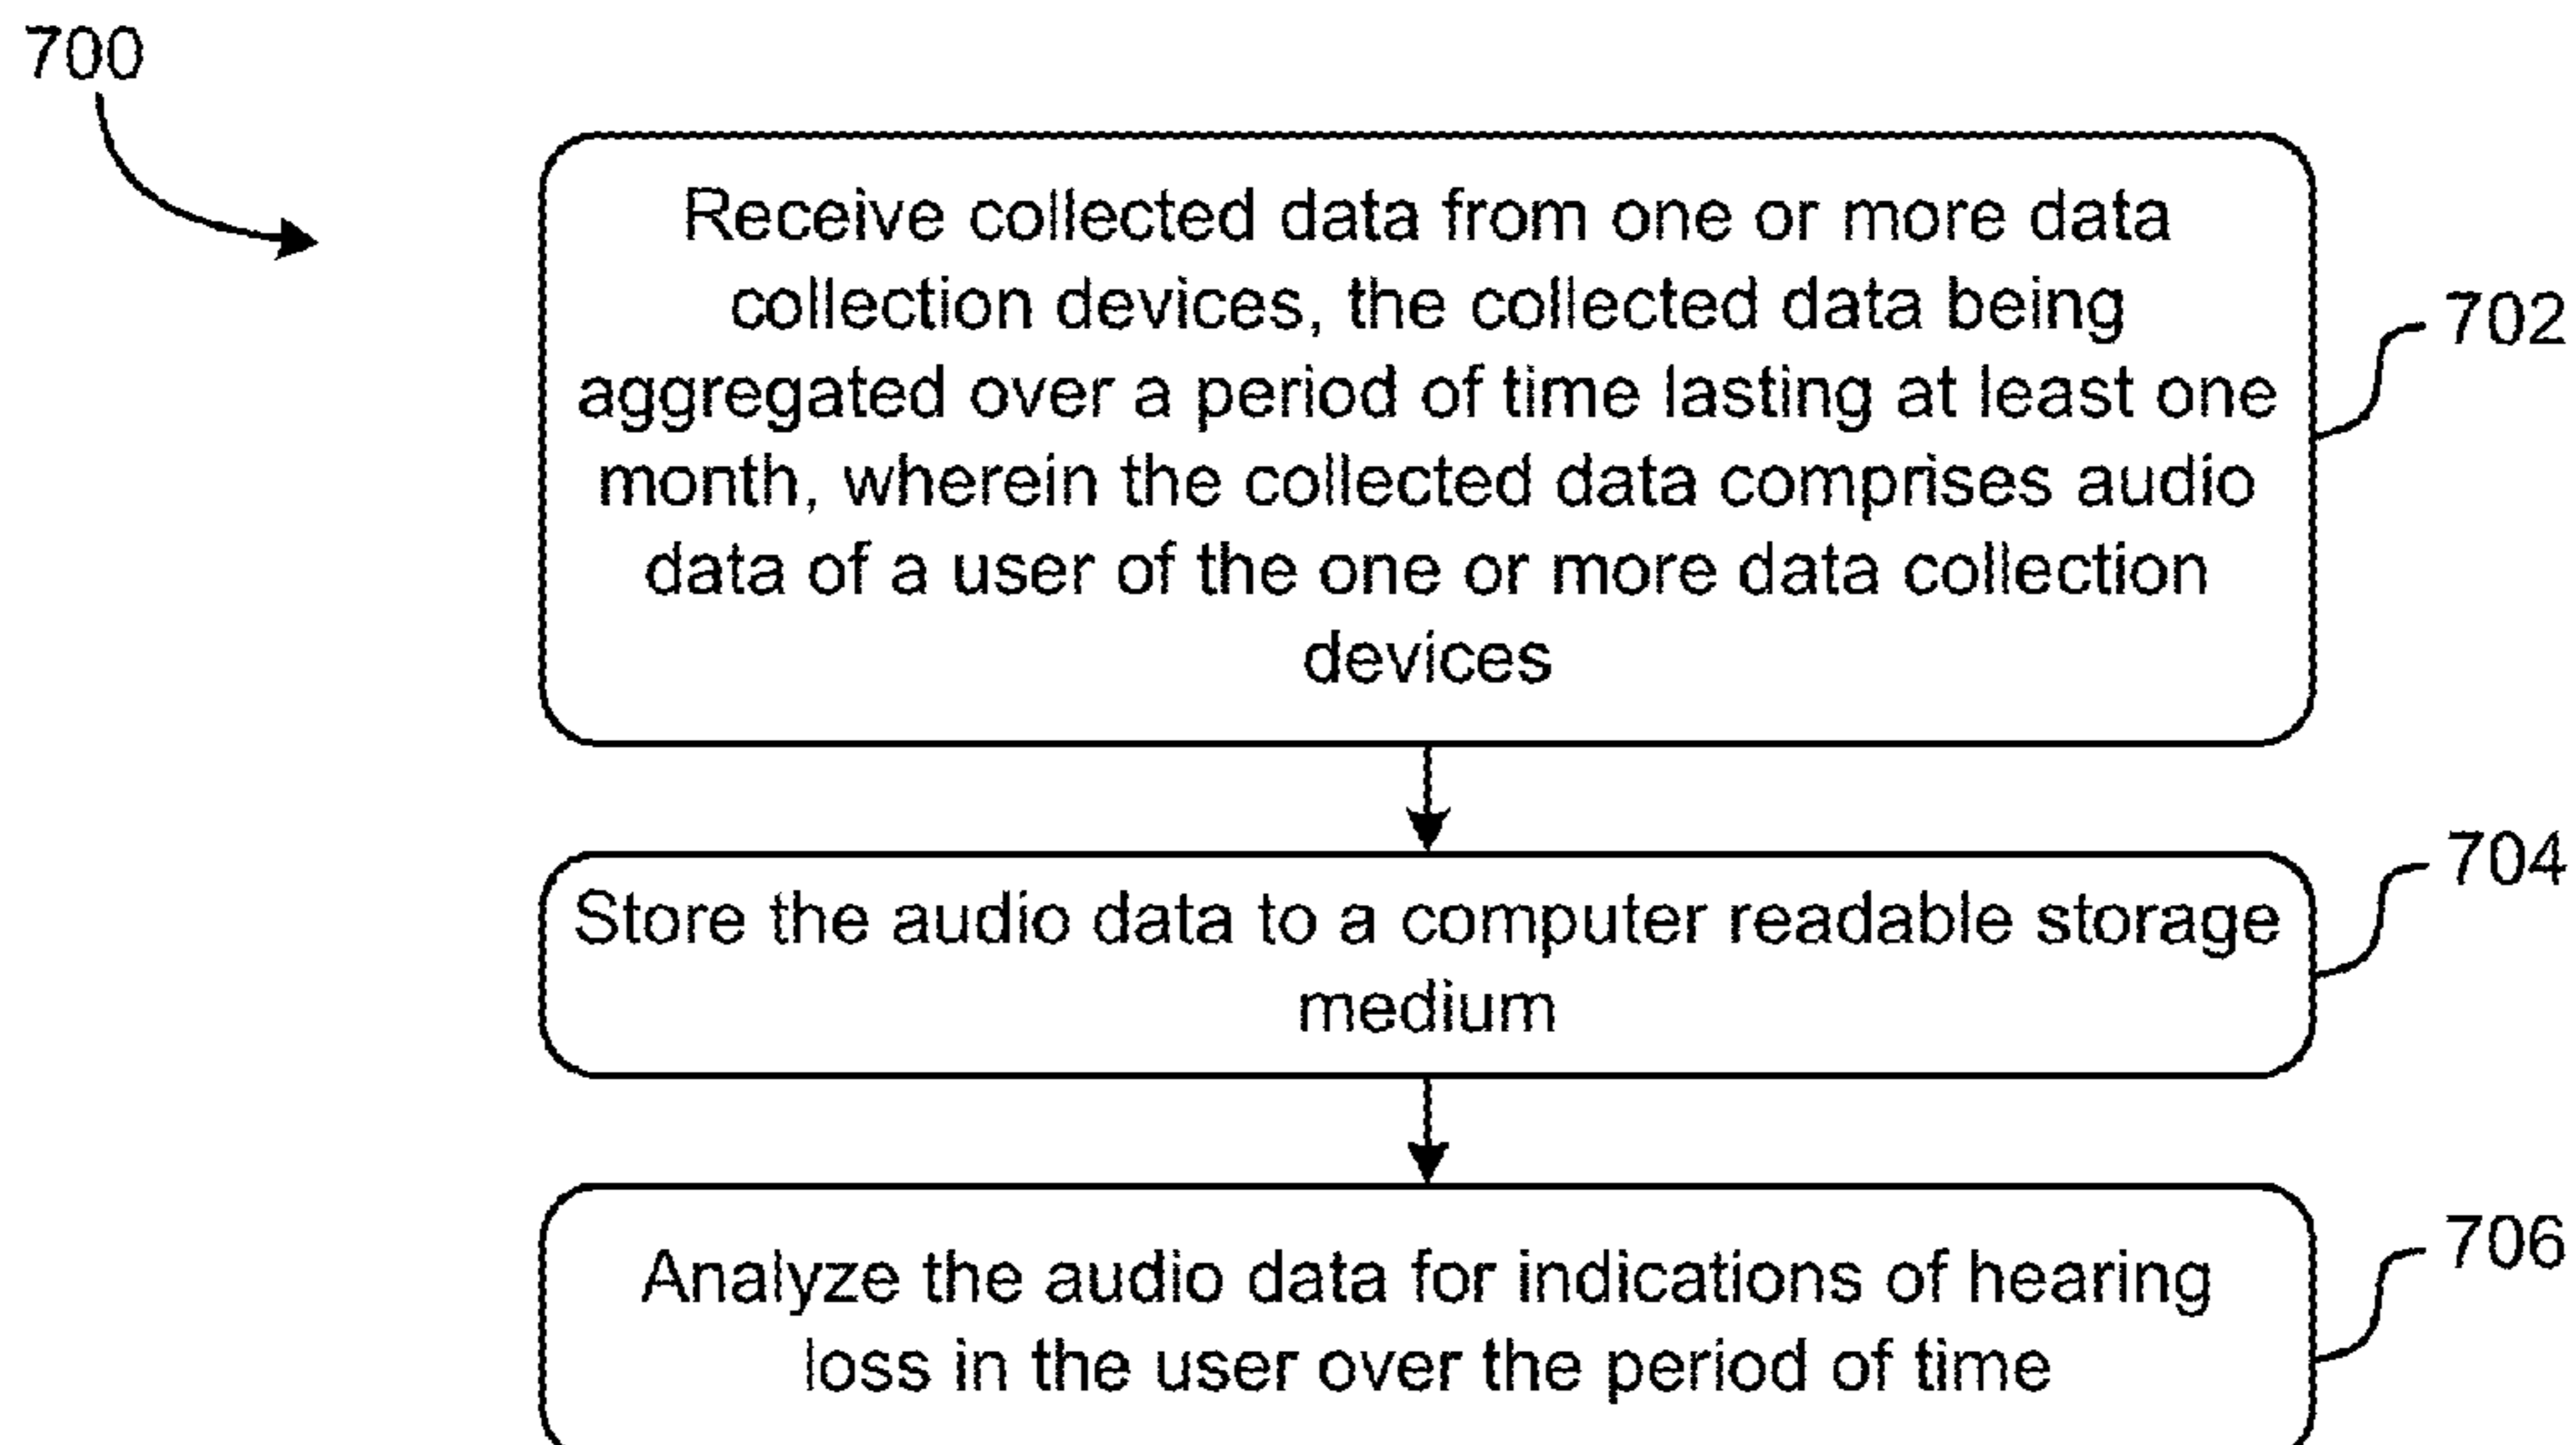 700
Receive collected data from one or more data
collection devices, the collected data being
aggregated over a period of time lasting at least one
month, wherein the collected data comprises audio
data of a user of the one or more data collection
devices
702
Store the audio data to a computer readable storage
medium
704
Analyze the audio data for indications of hearing
loss in the user over the period of time
706